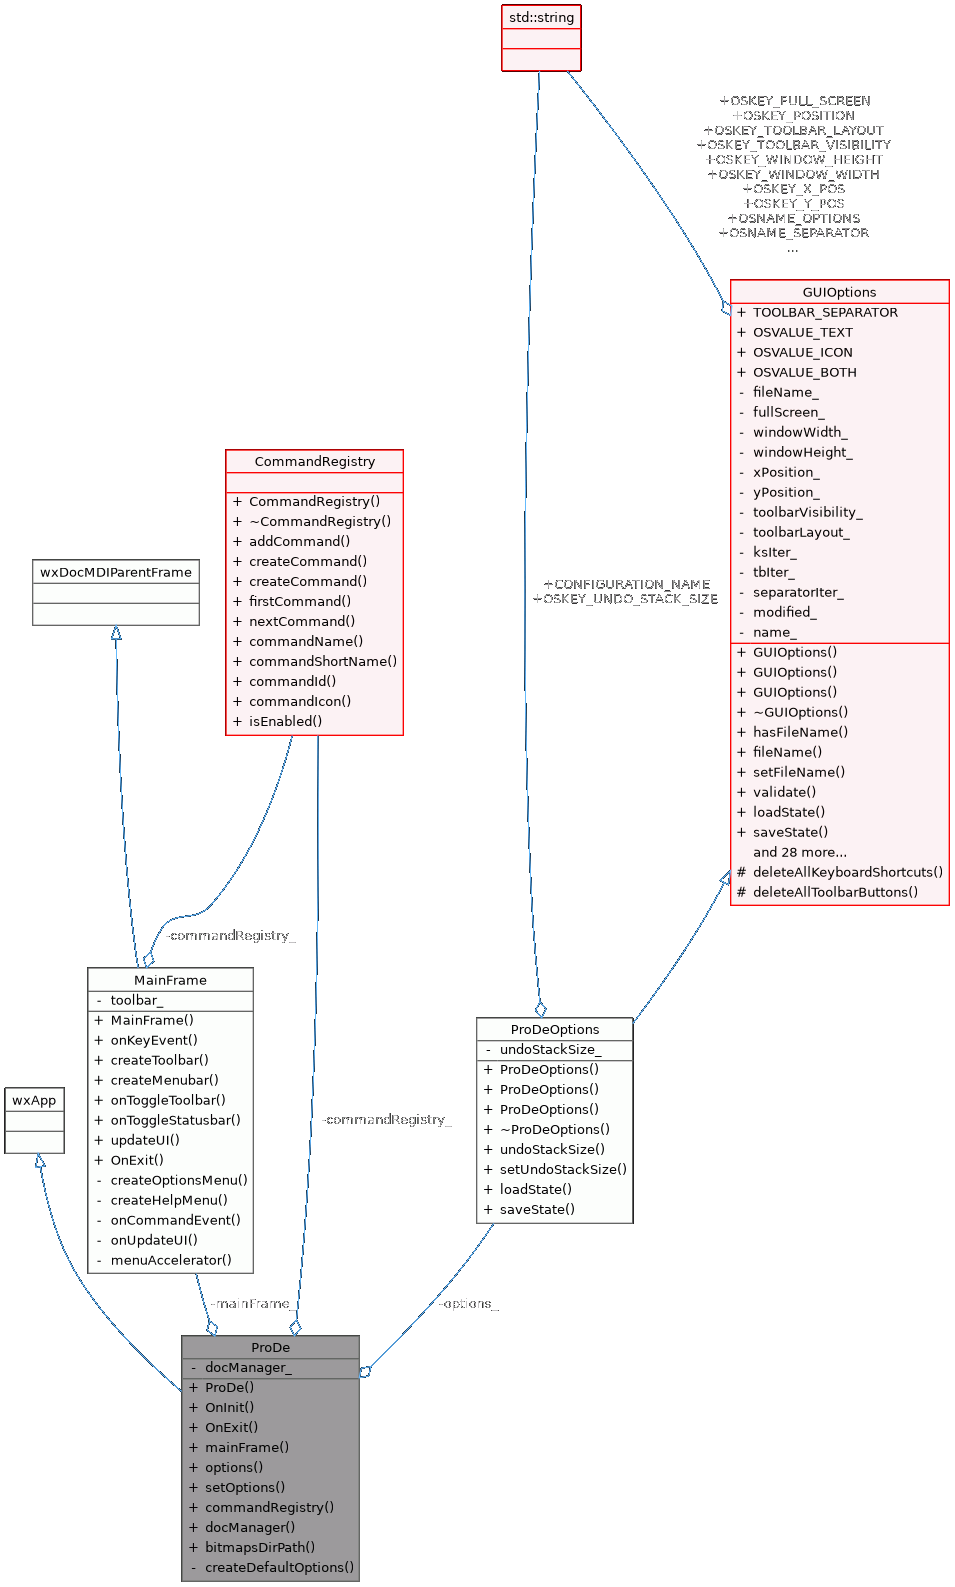 std::string
+OSKEY_FULL_SCREEN
+OSKEY_POSITION
+OSKEY_TOOLBAR_LAYOUT
+OSKEY_TOOLBAR_VISIBILITY
+OSKEY_WINDOW_HEIGHT
+OSKEY_WINDOW_WIDTH
+OSKEY_X_POS
+OSKEY_Y_POS
+OSNAME_OPTIONS
+OSNAME_SEPARATOR
...
GUIOptions
+ TOOLBAR_SEPARATOR
+ OSVALUE_TEXT
+ OSVALUE_ICON
+ OSVALUE_BOTH
- fileName_
- fullScreen_
- windowWidth_
- windowHeight_
- xPosition_
- yPosition_
- toolbarVisibility_
- toolbarLayout_
- ksIter_
- tbIter_
- separatorIter_
- modified_
- name_
+ GUIOptions()
+ GUIOptions()
+ GUIOptions()
+ ~GUIOptions()
+ hasFileName()
+ fileName()
+ setFileName()
+ validate()
+ loadState()
+ saveState()
and 28 more...
# deleteAllKeyboardShortcuts()
# deleteAllToolbarButtons()
CommandRegistry
+ CommandRegistry()
+ ~CommandRegistry()
+ addCommand()
+ createCommand()
+ createCommand()
+ firstCommand()
+ nextCommand()
+ commandName()
+ commandShortName()
+ commandId()
+ commandIcon()
+ isEnabled()
wxDocMDIParentFrame
+CONFIGURATION_NAME
+OSKEY_UNDO_STACK_SIZE
-commandRegistry_
MainFrame
- toolbar_
+ MainFrame()
+ onKeyEvent()
+ createToolbar()
+ createMenubar()
+ onToggleToolbar()
+ onToggleStatusbar()
+ updateUI()
+ OnExit()
- createOptionsMenu()
- createHelpMenu()
- onCommandEvent()
- onUpdateUI()
- menuAccelerator()
wxApp
-commandRegistry_
ProDeOptions
- undoStackSize_
+ ProDeOptions()
+ ProDeOptions()
+ ProDeOptions()
+ ~ProDeOptions()
+ undoStackSize()
+ setUndoStackSize()
+ loadState()
+ saveState()
-mainFrame_
-options_
ProDe
- docManager_
+ ProDe()
+ OnInit()
+ OnExit()
+ mainFrame()
+ options()
+ setOptions()
+ commandRegistry()
+ docManager()
+ bitmapsDirPath()
- createDefaultOptions()